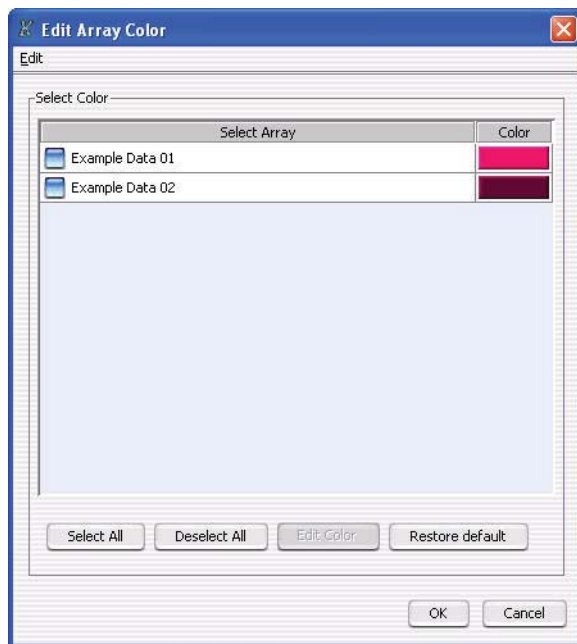 Edit Array Color
Edit
Select Color
Select Array Color
Example Data 01
Example Data 02
Select All Deselect All Edit Color Restore default
OK Cancel